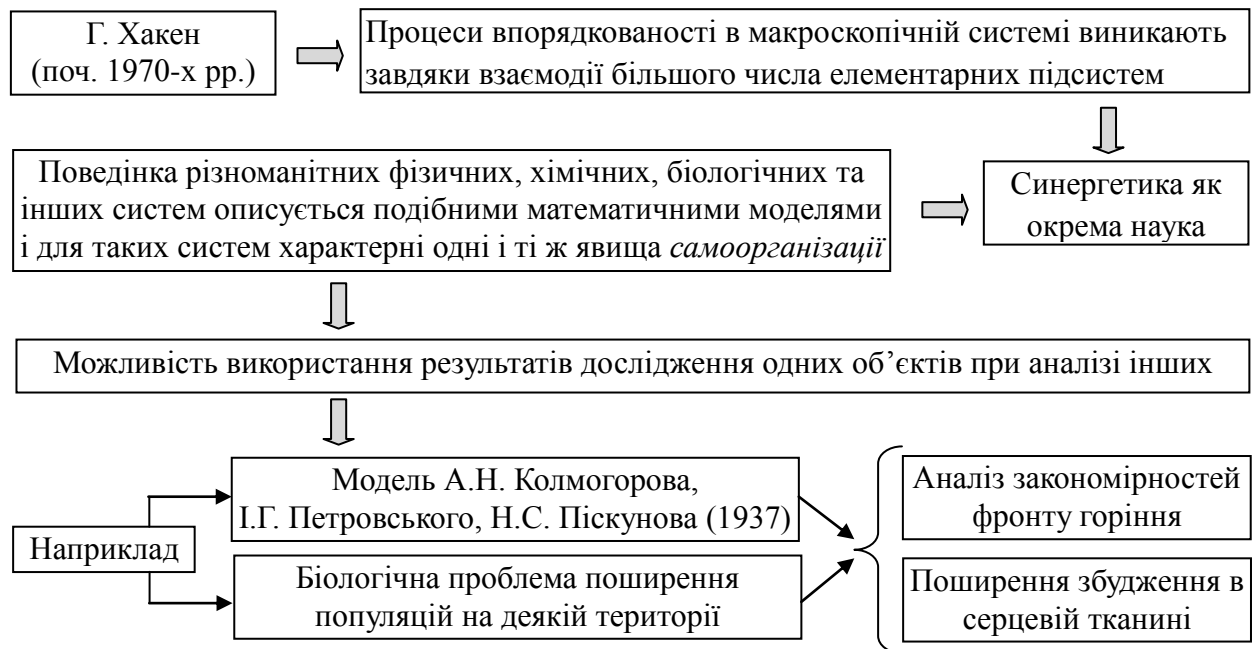 Г. Хакен
(поч. 1970-х рр.)
Процеси впорядкованості в макроскопічній системі виникають
завдяки взаємодії більшого числа елементарних підсистем
Поведінка різноманітних фізичних, хімічних, біологічних та
інших систем описується подібними математичними моделями
і для таких систем характерні одні і ті ж явища самоорганізації
Синергетика як
окрема наука
Можливість використання результатів дослідження одних об’єктів при аналізі інших
Наприклад
Модель А.Н. Колмогорова,
І.Г. Петровського, Н.С. Піскунова (1937)
Біологічна проблема поширення
популяцій на деякій території
Аналіз закономірностей
фронту горіння
Поширення збудження в
серцевій тканині